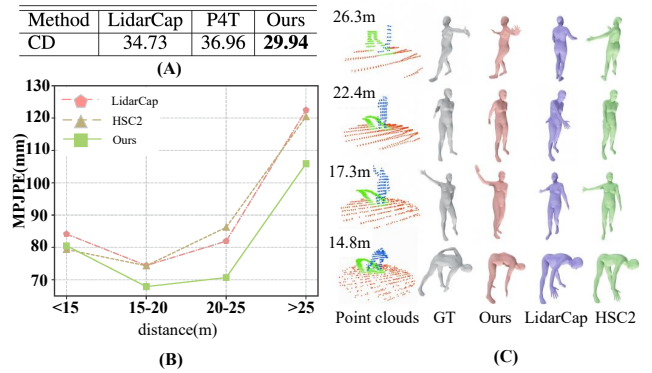 Method LidarCap P4T Ours
CD 34.73 36.96 29.94
(A)
130
120
110
100
90
80
70
MPJPE(mm)
LidarCap
HSC2
Ours
<15 15-20 20-25 >25
distance(m)
(B)
26.3m
22.4m
17.3m
14.8m
Point clouds GT Ours LidarCap HSC2
(C)